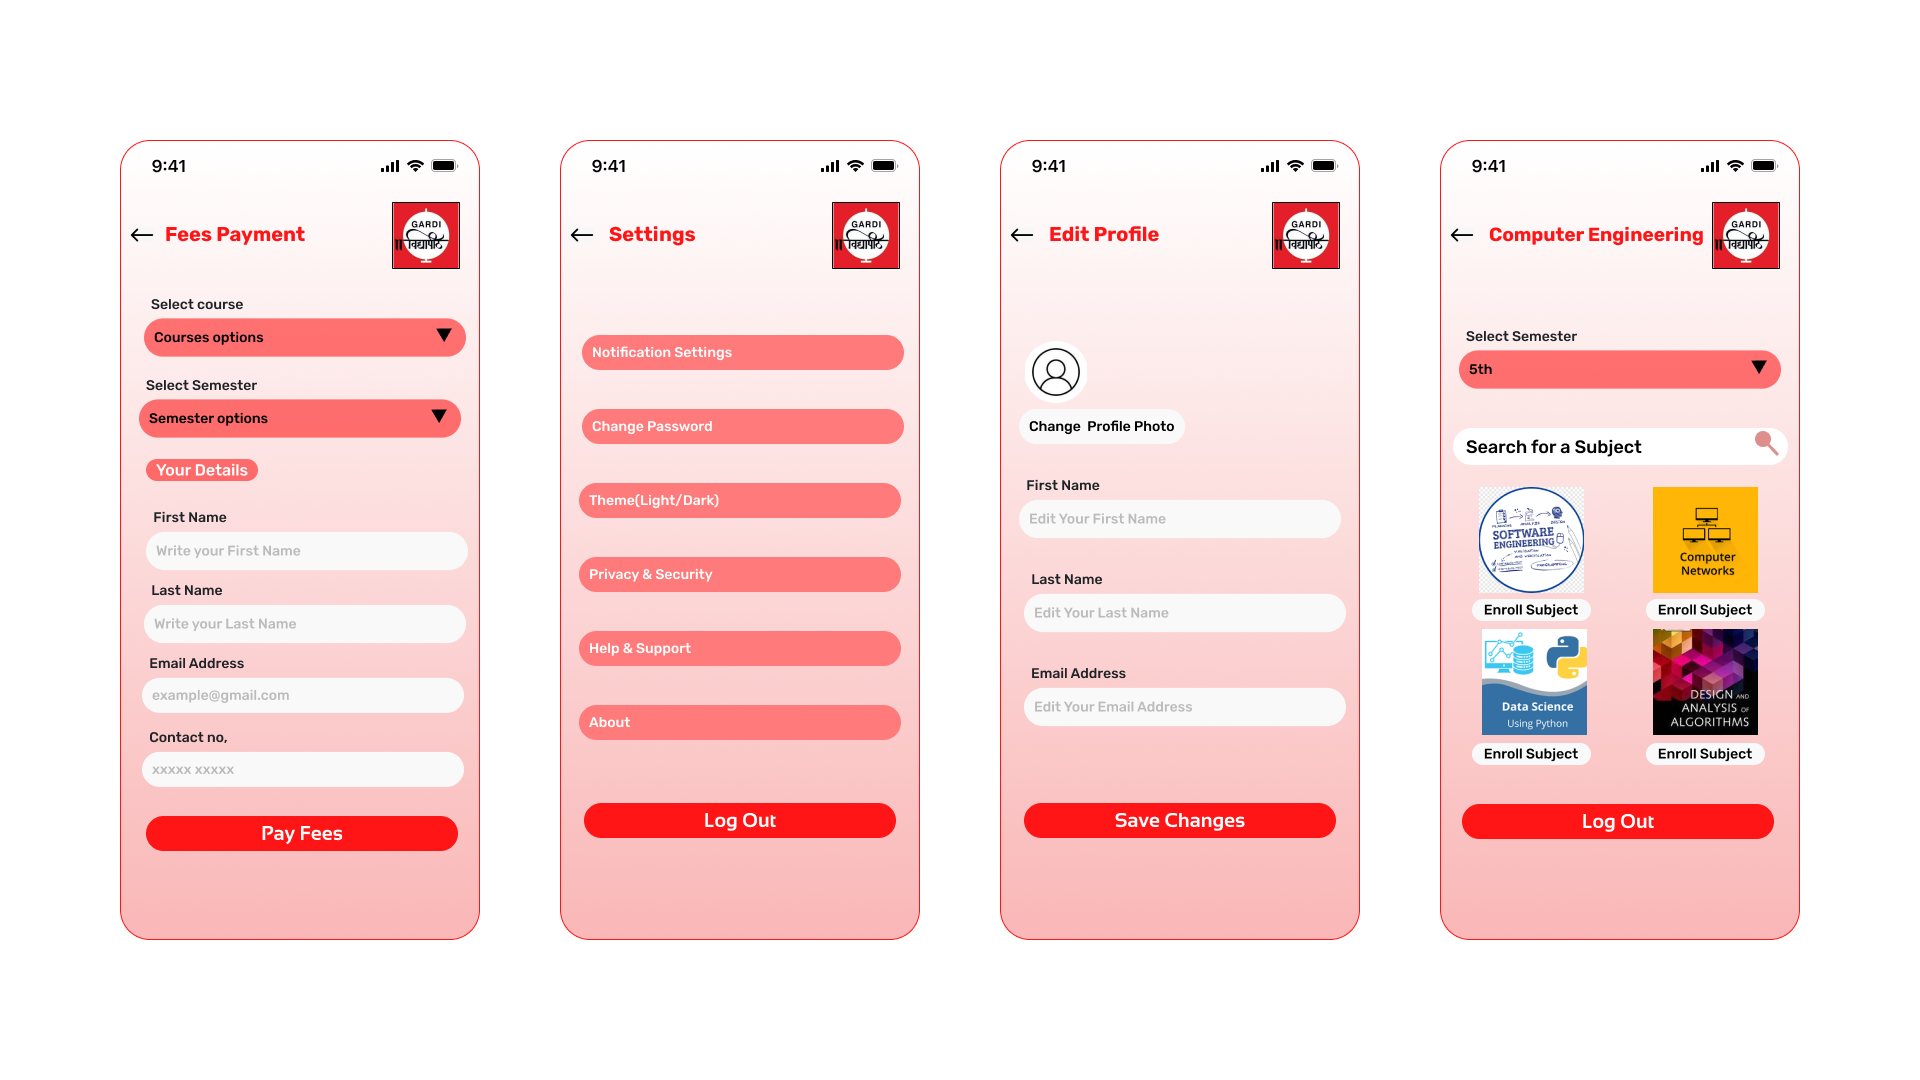 9:41
Fees Payment
GARDI
विद्यापीठ
Select course
Courses options
Select Semester
Semester options
Your Details
First Name
Write your First Name
Last Name
Write your Last Name
Email Address
example@gmail.com
Contact no,
xxxxx xxxxx
Pay Fees
9:41
Settings
GARDI
विद्यापीठ
Notification Settings
Change Password
Theme(Light/Dark)
Privacy & Security
Help & Support
About
Log Out
9:41
Edit Profile
GARDI
विद्यापीठ
Change Profile Photo
First Name
Edit Your First Name
Last Name
Edit Your Last Name
Email Address
Edit Your Email Address
Save Changes
9:41
Computer Engineering
GARDI
विद्यापीठ
Select Semester
5th
Search for a Subject
PLANNING ANALYZE DESIGN
SOFTWARE
ENGINEERING
AND VERIFICATION
Enroll Subject
Computer
Networks
Enroll Subject
Data Science
Using Python
Enroll Subject
DESIGN AND
ANALYSIS OF
ALGORITHMS
Enroll Subject
Log Out